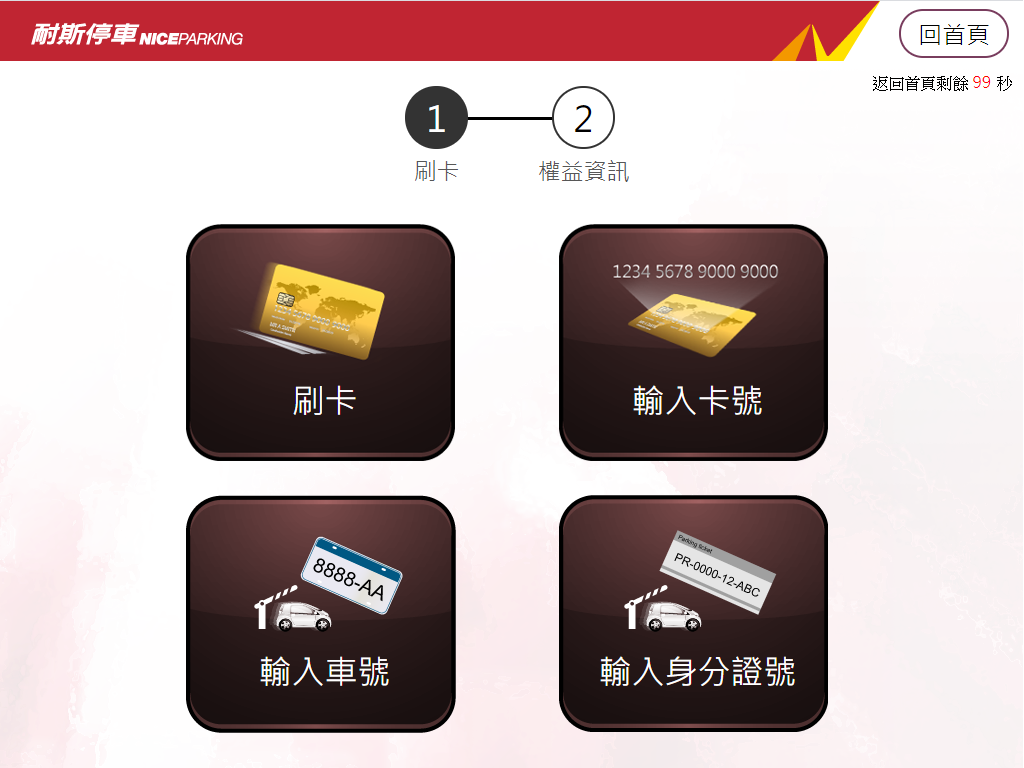 耐斯停車 NICEPARKING
回首頁
返回首頁剩餘 99 秒
1
2
刷卡
權益資訊
刷卡
1234 5678 9000 9000
輸入卡號
8888-AA
輸入車號
Parking ticket
PR-0000-12-ABC
輸入身分證號